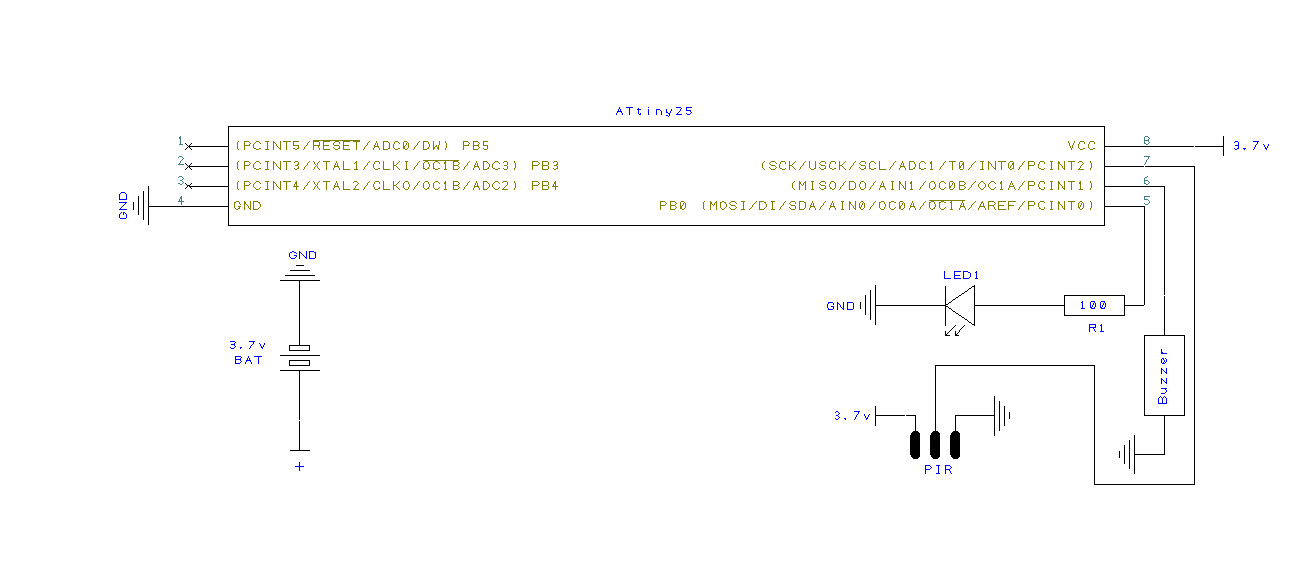 ATtiny25
1 (PCINT5/RESET/ADC0/DW) PB5
2 (PCINT3/XTAL1/CLKI/OC1B/ADC3) PB3
3 (PCINT4/XTAL2/CLKO/OC1B/ADC2) PB4
4 GND
GND
VCC 8 3.7v
(SCK/USCK/SCL/ADC1/T0/INT0/PCINT2) 7
(MISO/DO/AIN1/OC0B/OC1A/PCINT1) 6
PB0 (MOSI/DI/SDA/AIN0/OC0A/OC1A/AREF/PCINT0) 5
GND
3.7v
BAT
+
LED1
GND
100
R1
Buzzer
3.7v
PIR